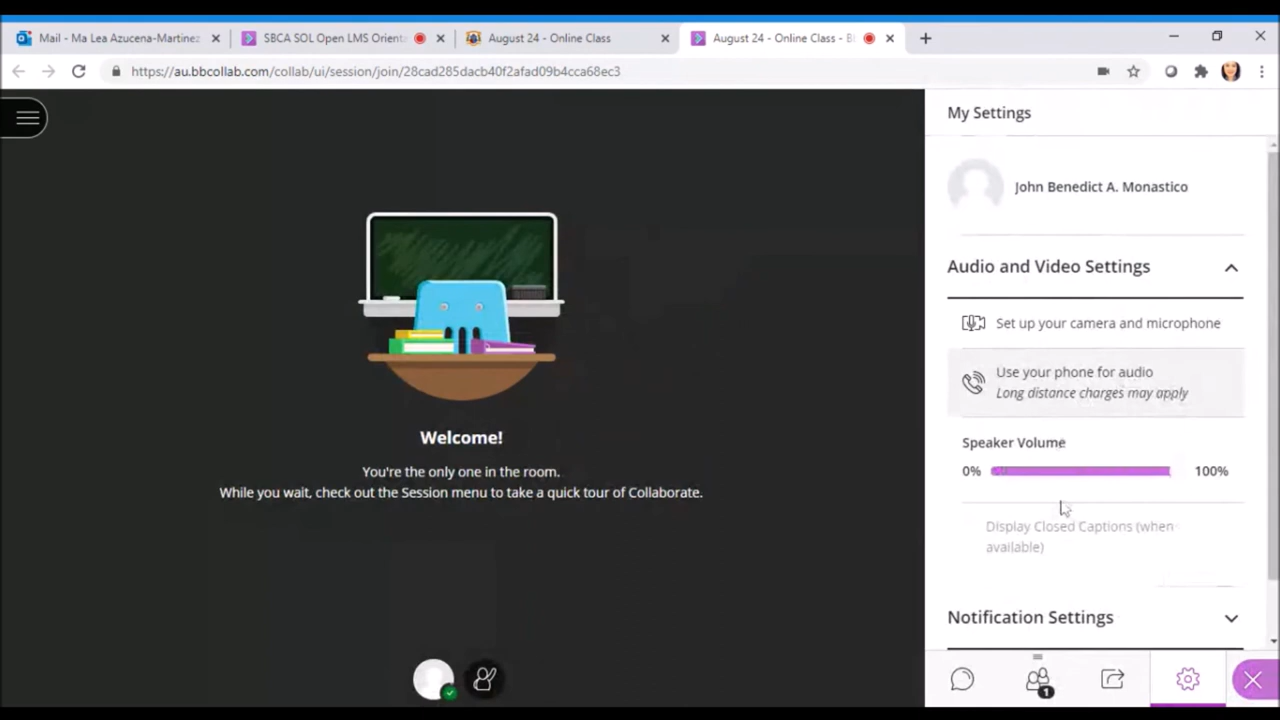 Mail - Ma Lea Azucena-Martinez
SBCA SOL Open LMS Orient
August 24 - Online Class
August 24 - Online Class - B
https://au.bbcollab.com/collab/ui/session/join/28cad285dacb40f2afad09b4cca68ec3
My Settings
John Benedict A. Monastico
Audio and Video Settings
Set up your camera and microphone
Use your phone for audio
Long distance charges may apply
Speaker Volume
0% 100%
Display Closed Captions (when
available)
Notification Settings
1
Welcome!
You're the only one in the room.
While you wait, check out the Session menu to take a quick tour of Collaborate.